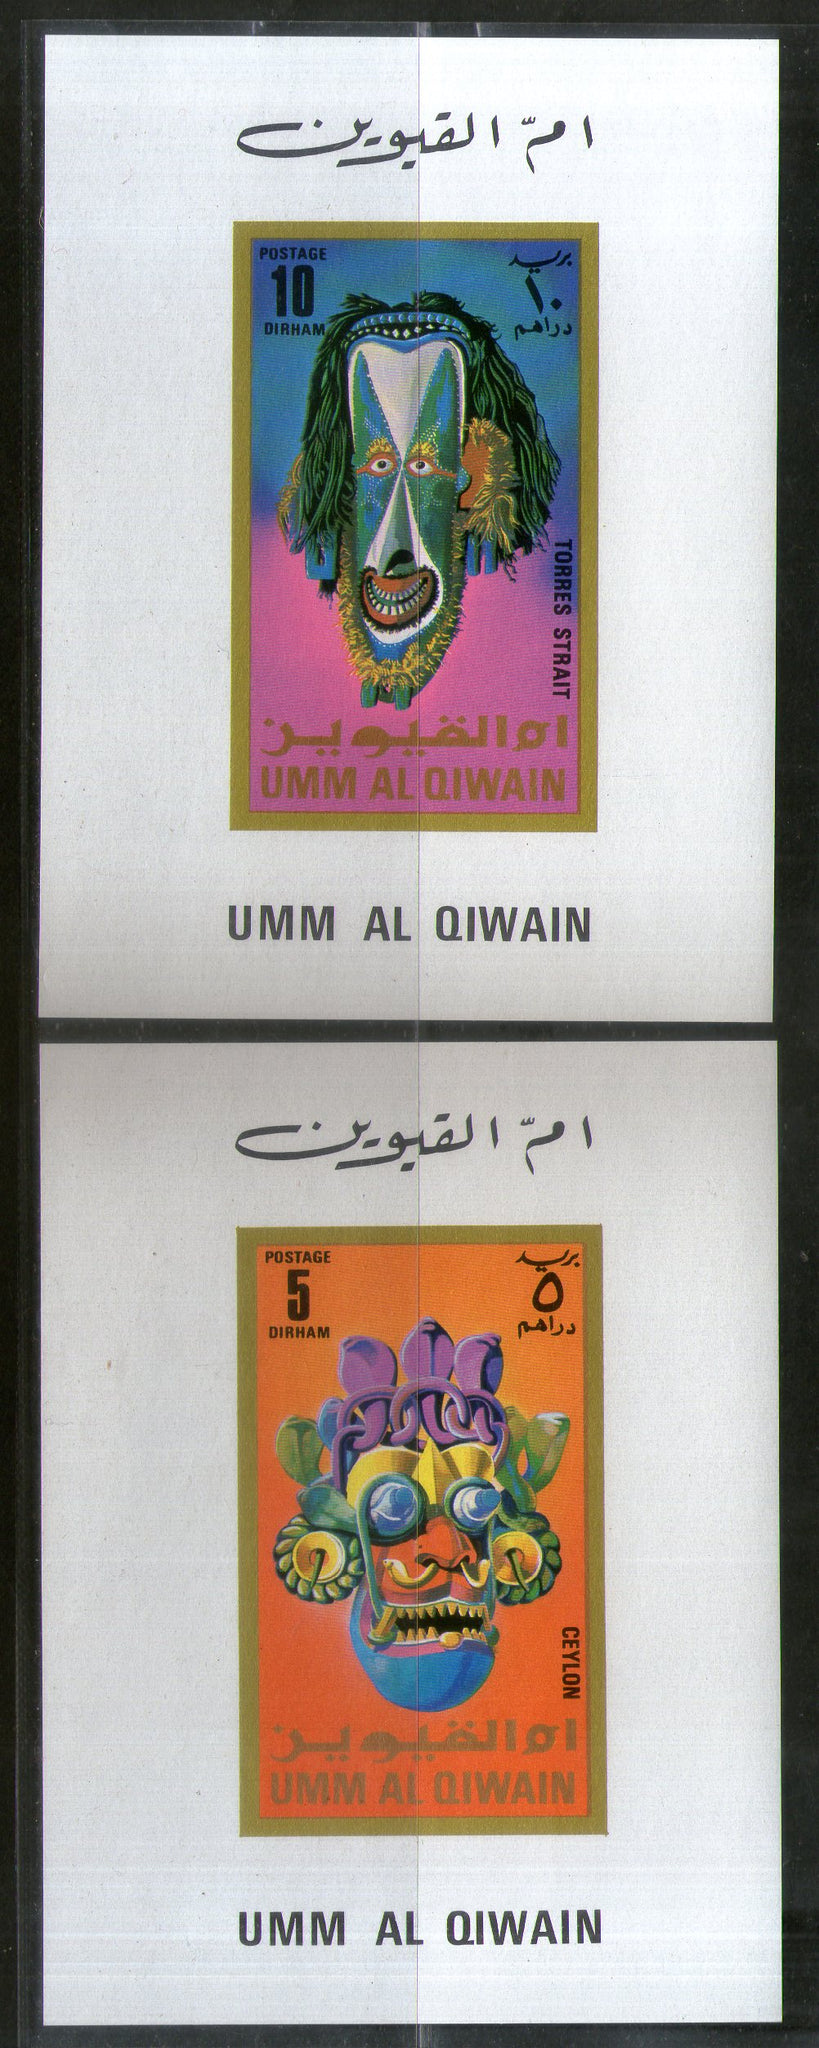 ام القيوين
POSTAGE
10
DIRHAM
بريد
١٠
دراهم
TORRES STRAIT
ام القيوين
UMM AL QIWAIN
UMM AL QIWAIN
ام القيوين
POSTAGE
5
DIRHAM
بريد
٥
دراهم
CEYLON
ام القيوين
UMM AL QIWAIN
UMM AL QIWAIN